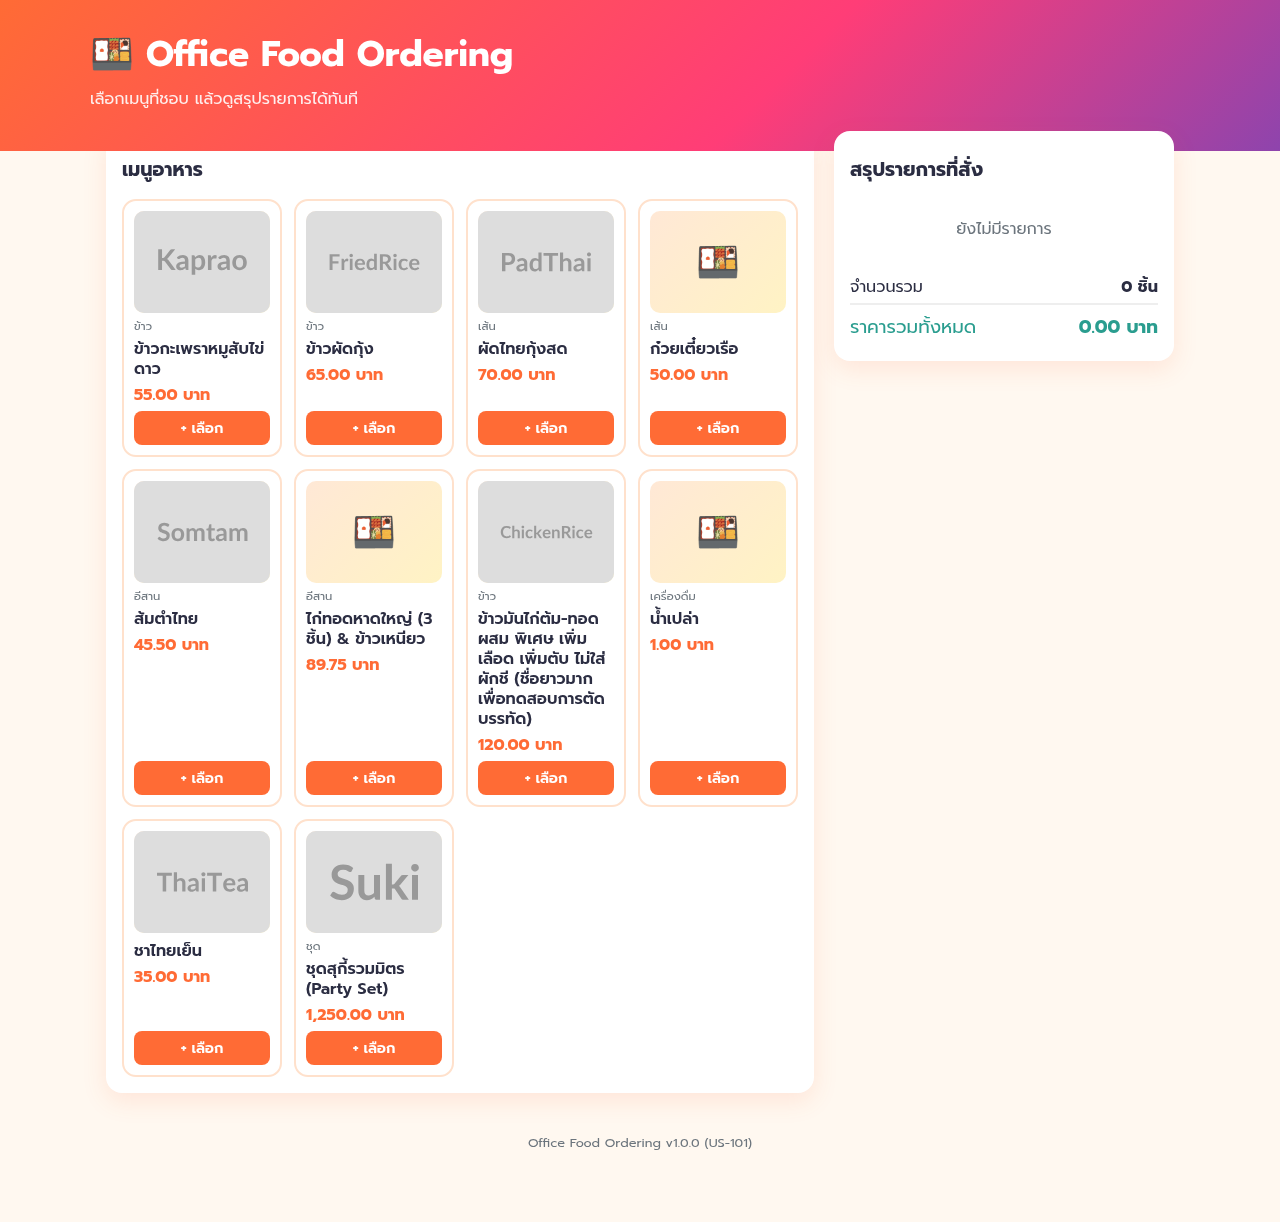 Office Food Ordering
เลือกเมนูที่ชอบ แล้วดูสรุปรายการได้ทันที
เมนูอาหาร
Kaprao
ข้าว
ข้าวกะเพราหมูสับไข่
ดาว
55.00 บาท
+ เลือก
FriedRice
ข้าว
ข้าวผัดกุ้ง
65.00 บาท
+ เลือก
PadThai
เส้น
ผัดไทยกุ้งสด
70.00 บาท
+ เลือก
เส้น
ก๋วยเตี๋ยวเรือ
50.00 บาท
+ เลือก
Somtam
อีสาน
ส้มตำไทย
45.50 บาท
+ เลือก
อีสาน
ไก่ทอดหาดใหญ่ (3
ชิ้น) & ข้าวเหนียว
89.75 บาท
+ เลือก
ChickenRice
ข้าว
ข้าวมันไก่ต้ม-ทอด
ผสม พิเศษ เพิ่ม
เลือด เพิ่มตับ ไม่ใส่
ผักชี (ชื่อยาวมาก
เพื่อทดสอบการตัด
บรรทัด)
120.00 บาท
+ เลือก
เครื่องดื่ม
น้ำเปล่า
1.00 บาท
+ เลือก
ThaiTea
ชาไทยเย็น
35.00 บาท
+ เลือก
Suki
ชุด
ชุดสุกี้รวมมิตร
(Party Set)
1,250.00 บาท
+ เลือก
สรุปรายการที่สั่ง
ยังไม่มีรายการ
จำนวนรวม 0 ชิ้น
ราคารวมทั้งหมด 0.00 บาท
Office Food Ordering v1.0.0 (US-101)